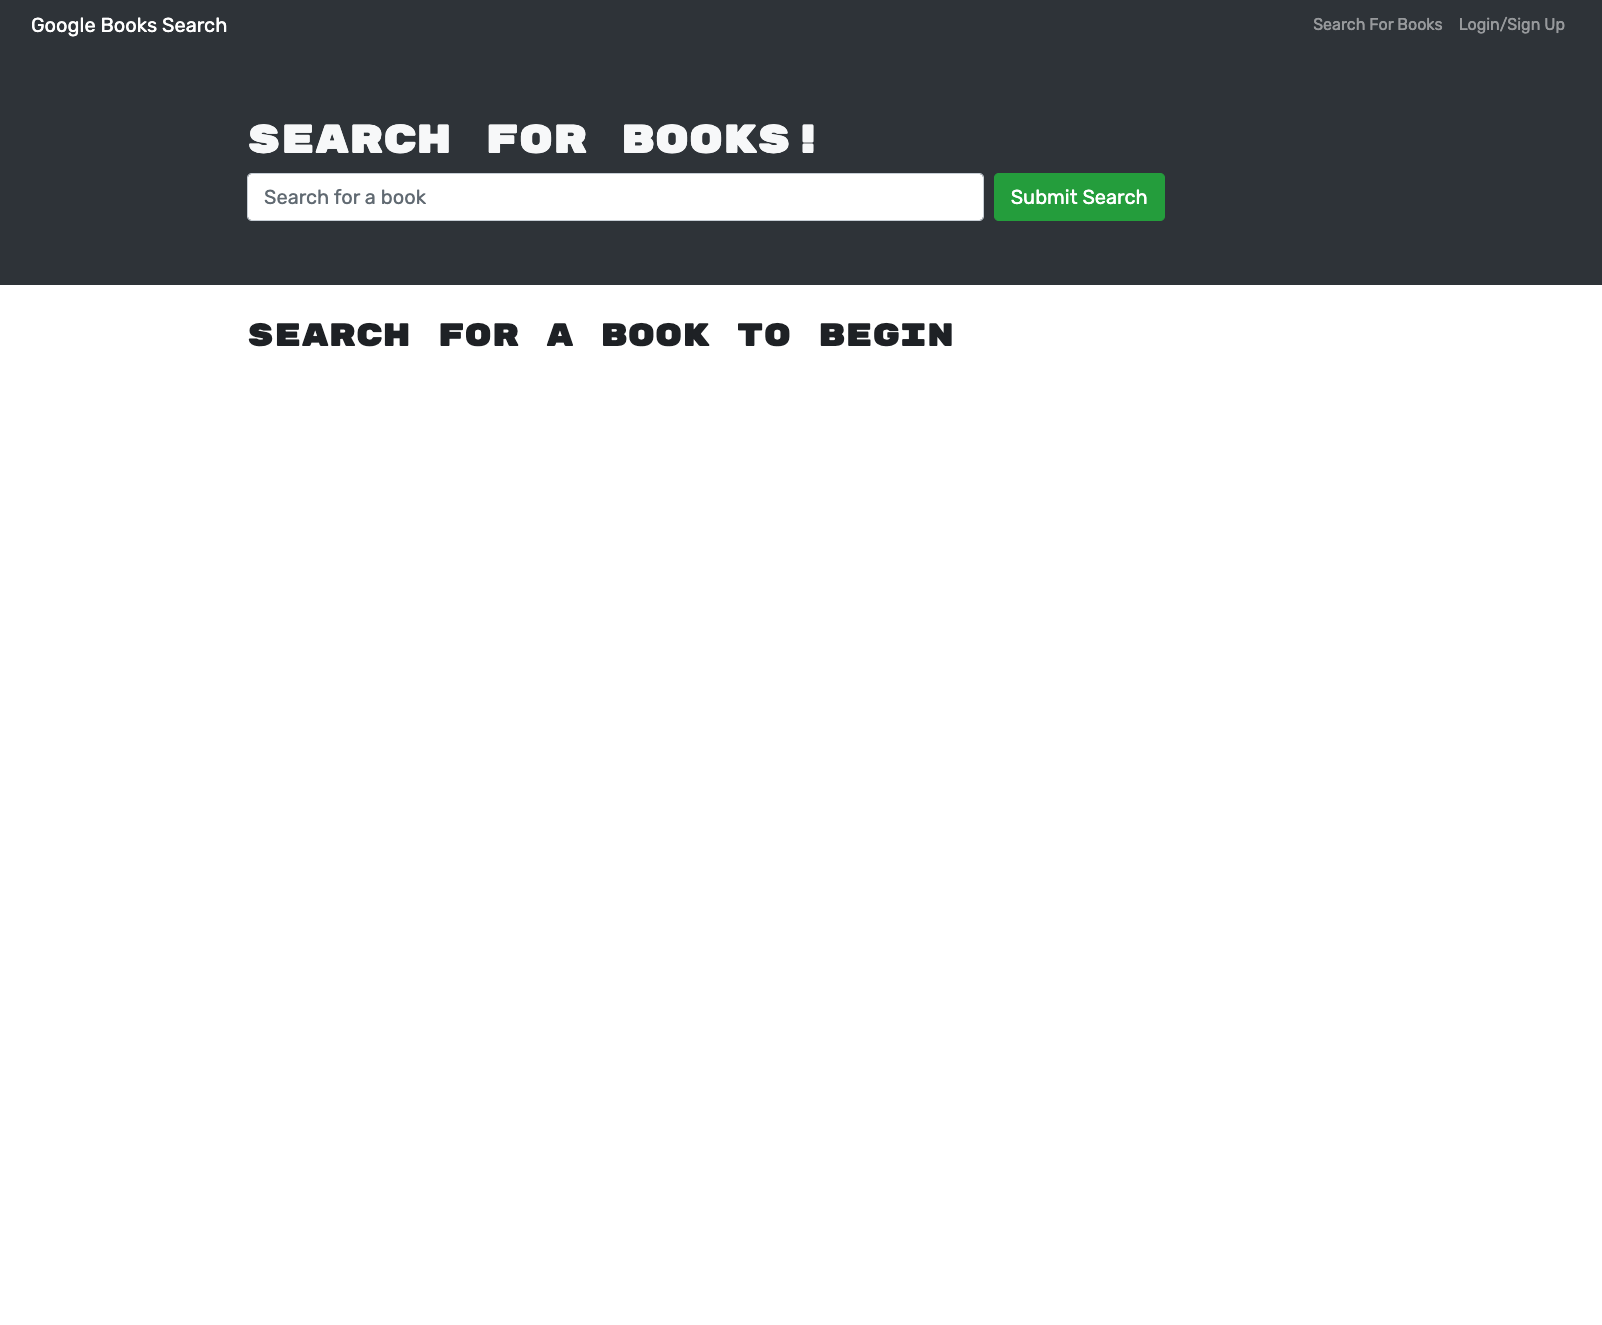 Google Books Search
Search For Books
Login/Sign Up
SEARCH FOR BOOKS!
Search for a book
Submit Search
SEARCH FOR A BOOK TO BEGIN